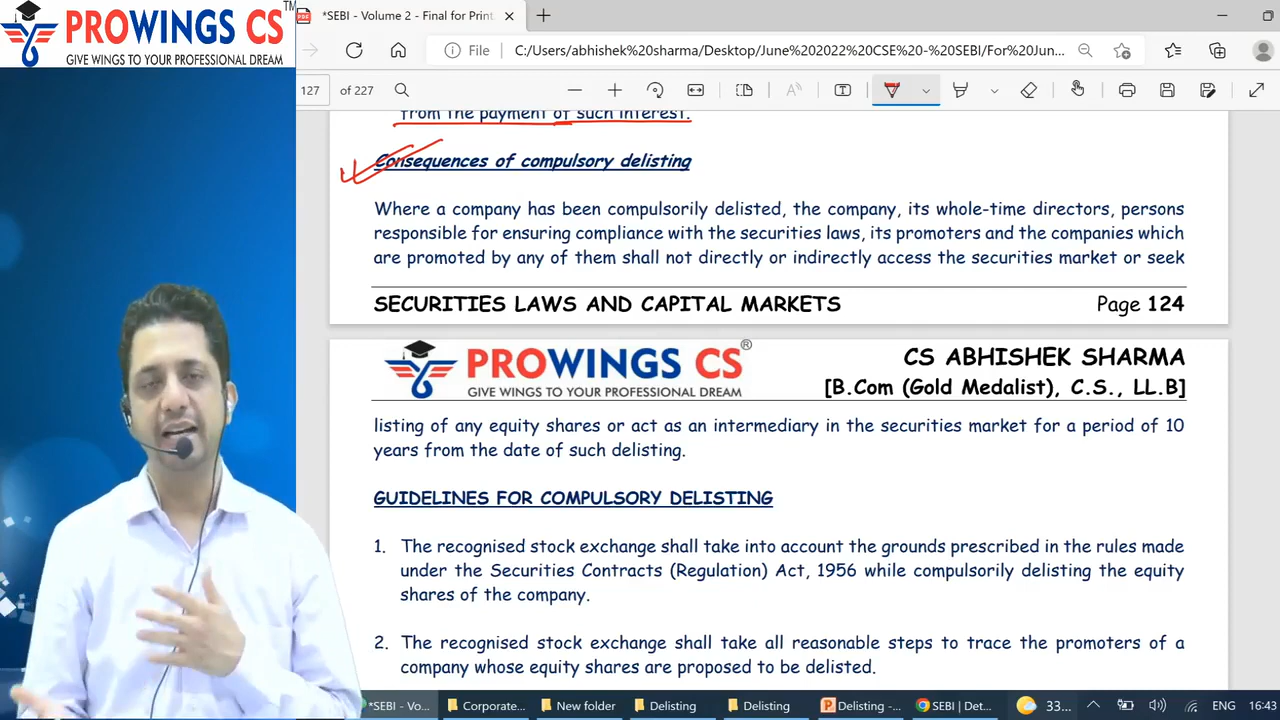 PROWINGS CS TM
GIVE WINGS TO YOUR PROFESSIONAL DREAM
PDF *SEBI - Volume 2 - Final for Print
File C:/Users/abhishek%20sharma/Desktop/June%202022%20CSE%20-%20SEBI/For%20Jun...
127 of 227
from the payment of such interest.
Consequences of compulsory delisting
Where a company has been compulsorily delisted, the company, its whole-time directors, persons
responsible for ensuring compliance with the securities laws, its promoters and the companies which
are promoted by any of them shall not directly or indirectly access the securities market or seek
SECURITIES LAWS AND CAPITAL MARKETS Page 124
PROWINGS CS ®
GIVE WINGS TO YOUR PROFESSIONAL DREAM
CS ABHISHEK SHARMA
[B.Com (Gold Medalist), C.S., LL.B]
listing of any equity shares or act as an intermediary in the securities market for a period of 10
years from the date of such delisting.
GUIDELINES FOR COMPULSORY DELISTING
1. The recognised stock exchange shall take into account the grounds prescribed in the rules made
under the Securities Contracts (Regulation) Act, 1956 while compulsorily delisting the equity
shares of the company.
2. The recognised stock exchange shall take all reasonable steps to trace the promoters of a
company whose equity shares are proposed to be delisted.
*SEBI - Vo... Corporate... New folder Delisting Delisting Delisting -... SEBI | Det... 33... ENG 16:43